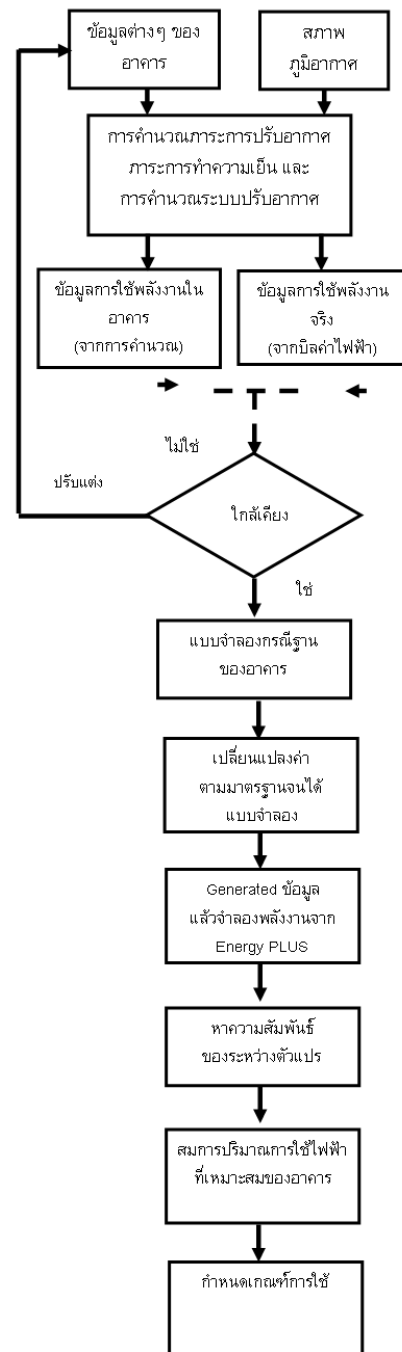 ข้อมูลต่างๆ ของ
อาคาร
สภาพ
ภูมิอากาศ
การคำนวณภาระการปรับอากาศ
ภาระการทำความเย็น และ
การคำนวณระบบปรับอากาศ
ข้อมูลการใช้พลังงานใน
อาคาร
(จากการคำนวณ)
ข้อมูลการใช้พลังงาน
จริง
(จากบิลค่าไฟฟ้า)
ไม่ใช่
ปรับแต่ง
ใกล้เคียง
ใช่
แบบจำลองกรณีฐาน
ของอาคาร
เปลี่ยนแปลงค่า
ตามมาตรฐานจนได้
แบบจำลอง
Generated ข้อมูล
แล้วจำลองพลังงานจาก
Energy PLUS
หาความสัมพันธ์
ของระหว่างตัวแปร
สมการปริมาณการใช้ไฟฟ้า
ที่เหมาะสมของอาคาร
กำหนดเกณฑ์การใช้